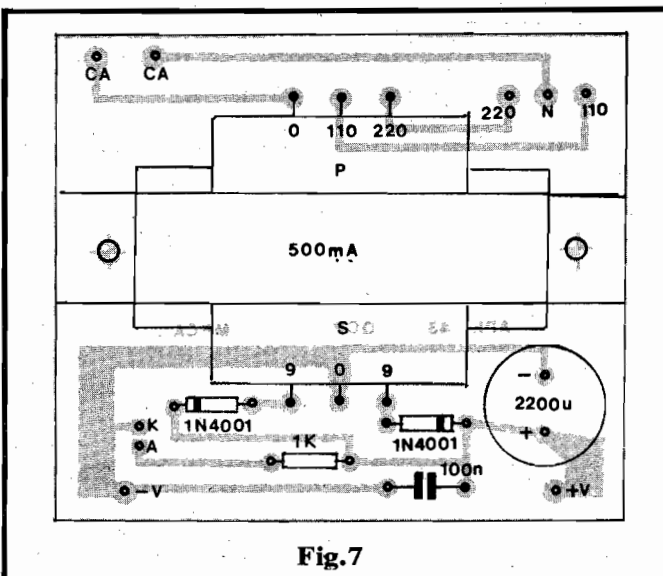 CA CA
0 110 220 220 N 110
P
500mA
S
9 0 9
- 
2200u
K 1N4001 1N4001 +
A 1K
100n
-V +V
Fig.7